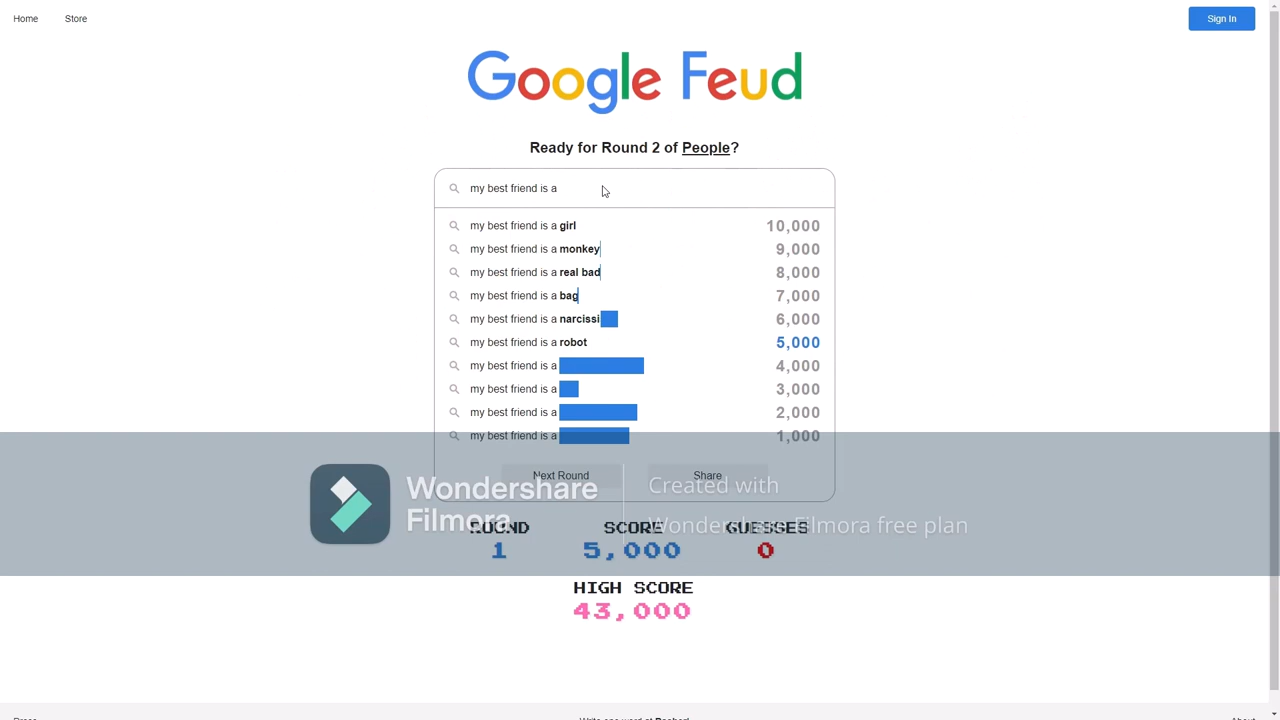 Home Store Sign In
Google Feud
Ready for Round 2 of People?
my best friend is a
my best friend is a girl 10,000
my best friend is a monkey 9,000
my best friend is a real bad 8,000
my best friend is a bag 7,000
my best friend is a narcissi 6,000
my best friend is a robot 5,000
my best friend is a 4,000
my best friend is a 3,000
my best friend is a 2,000
my best friend is a 1,000
Next Round Share
Wondershare Filmora
Created with Wondershare Filmora free plan
ROUND SCORE GUESSES
1 5,000 0
HIGH SCORE
43,000